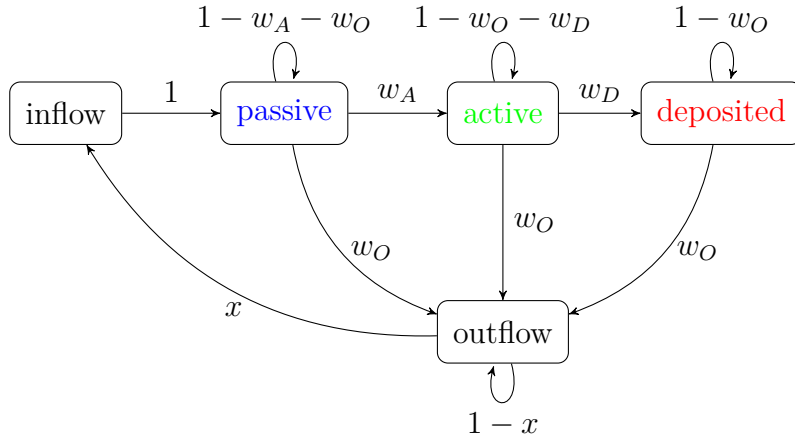 1 − w_A − w_O
1 − w_O − w_D
1 − w_O
inflow
1
passive
w_A
active
w_D
deposited
w_O
w_O
w_O
x
outflow
1 − x